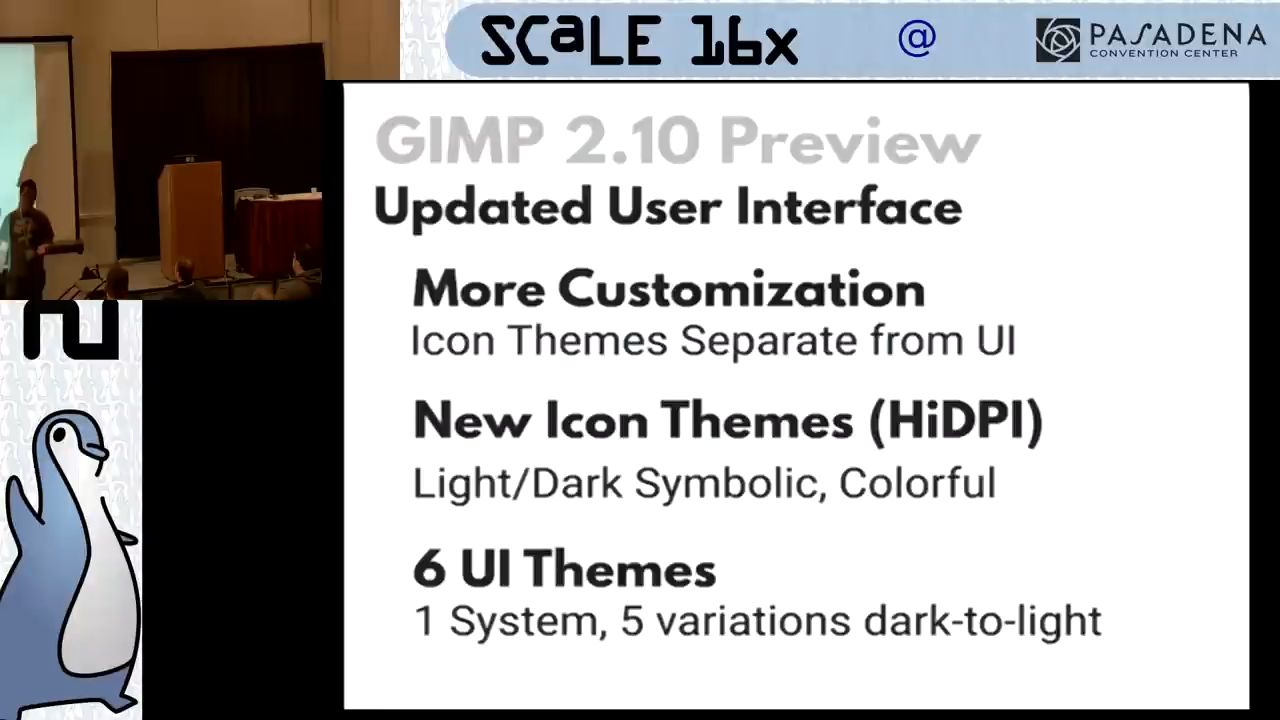 SCaLE 16x @ PASADENA
CONVENTION CENTER
GIMP 2.10 Preview
Updated User Interface
More Customization
Icon Themes Separate from UI
New Icon Themes (HiDPI)
Light/Dark Symbolic, Colorful
6 UI Themes
1 System, 5 variations dark-to-light